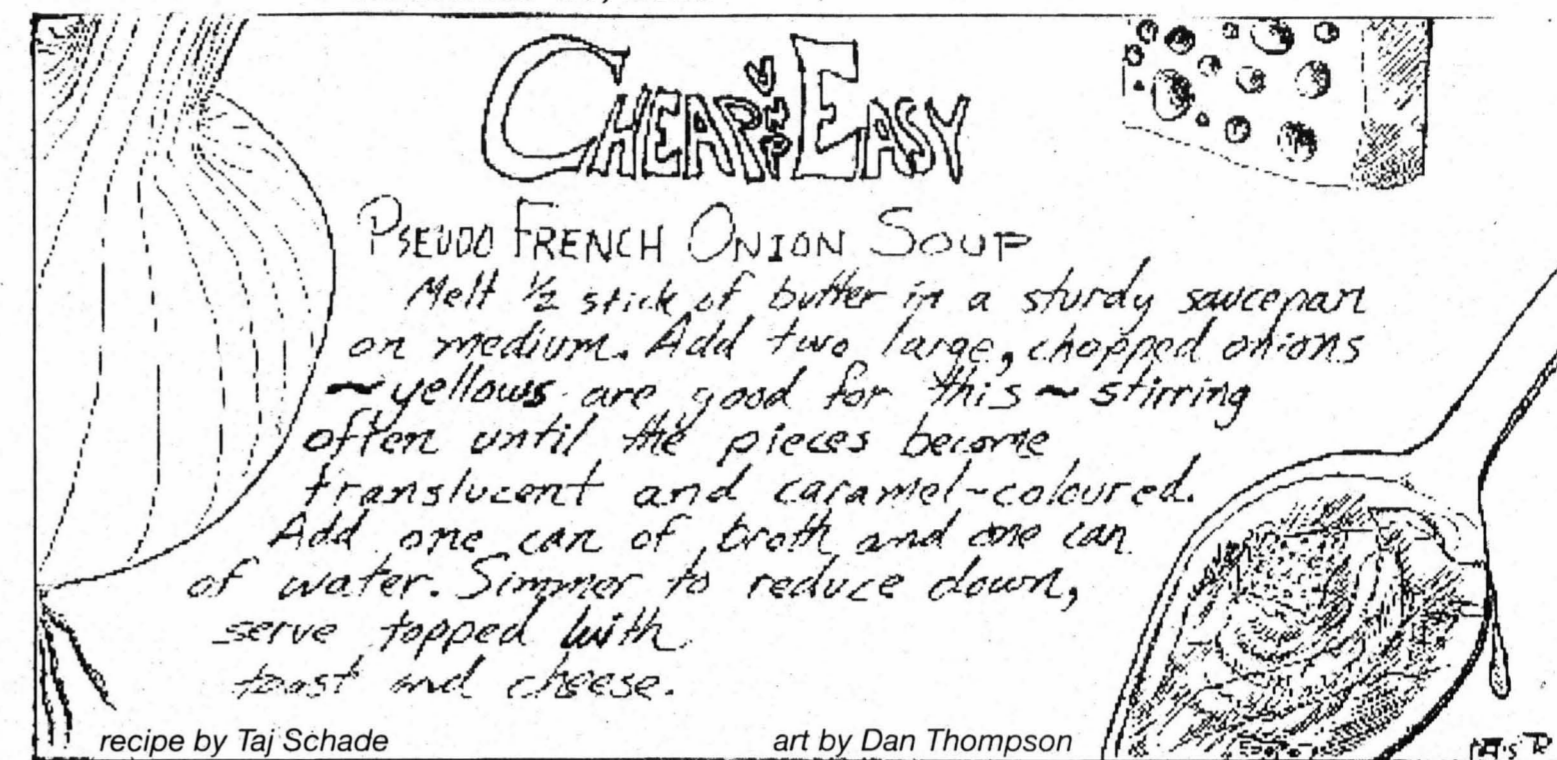 CHEAP & EASY
PSEUDO FRENCH ONION SOUP
Melt ½ stick of butter in a sturdy saucepan
on medium. Add two large, chopped onions
~ yellows are good for this ~ stirring
often until the pieces become
translucent and caramel-coloured.
Add one can of broth and one can
of water. Simmer to reduce down,
serve topped with
toast and cheese.
recipe by Taj Schade
art by Dan Thompson